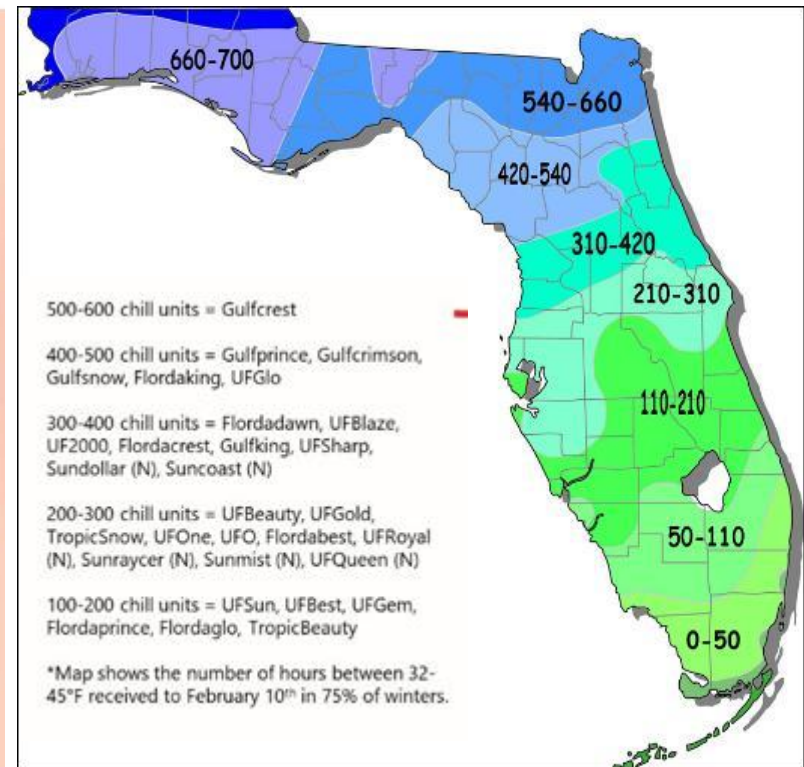 660-700
540-660
420-540
310-420
210-310
110-210
50-110
0-50
500-600 chill units = Gulfcrest
400-500 chill units = Gulfprince, Gulfcrimson,
Gulfsnow, Flordaking, UFGlo
300-400 chill units = Flordadawn, UFBlaze,
UF2000, Flordacrest, Gulfking, UFSharp,
Sundollar (N), Suncoast (N)
200-300 chill units = UFBeauty, UFGold,
TropicSnow, UFOne, UFO, Flordabest, UFRoyal
(N), Sunraycer (N), Sunmist (N), UFQueen (N)
100-200 chill units = UFSun, UFBest, UFGem,
Flordaprince, Flordaglo, TropicBeauty
*Map shows the number of hours between 32-
45°F received to February 10th in 75% of winters.